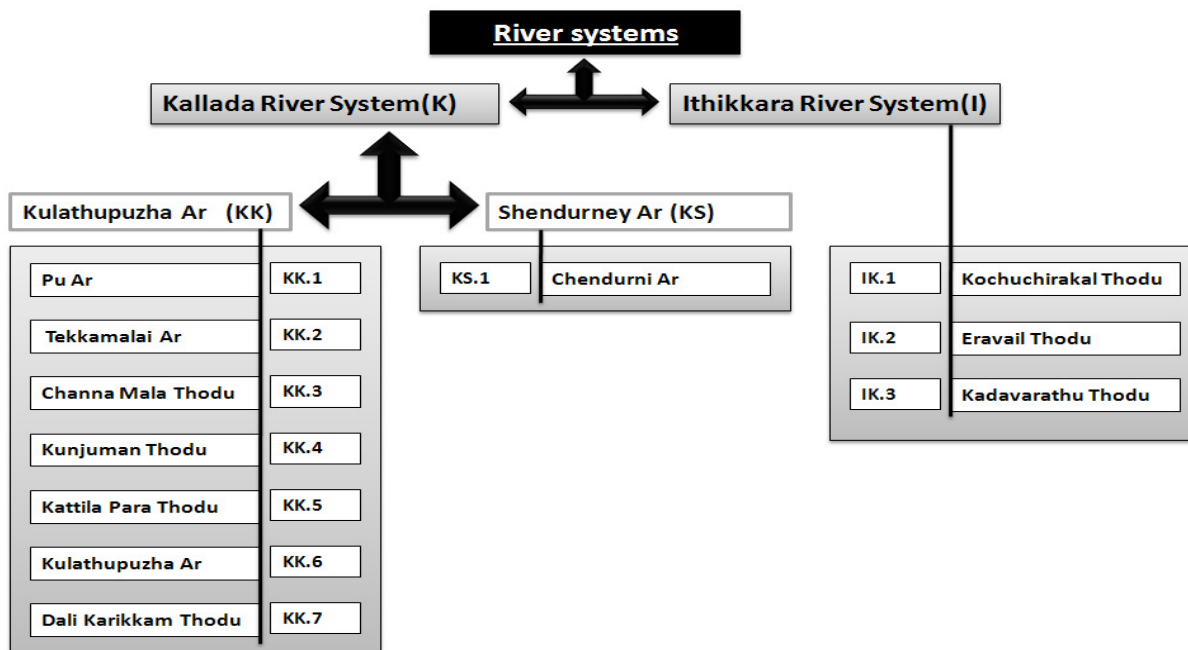 River systems
Kallada River System(K)
Ithikkara River System(I)
Kulathupuzha Ar (KK)
Shendurney Ar (KS)
Pu Ar KK.1
Tekkamalai Ar KK.2
Channa Mala Thodu KK.3
Kunjuman Thodu KK.4
Kattila Para Thodu KK.5
Kulathupuzha Ar KK.6
Dali Karikkam Thodu KK.7
KS.1 Chendurni Ar
IK.1 Kochuchirakal Thodu
IK.2 Eravail Thodu
IK.3 Kadavarathu Thodu